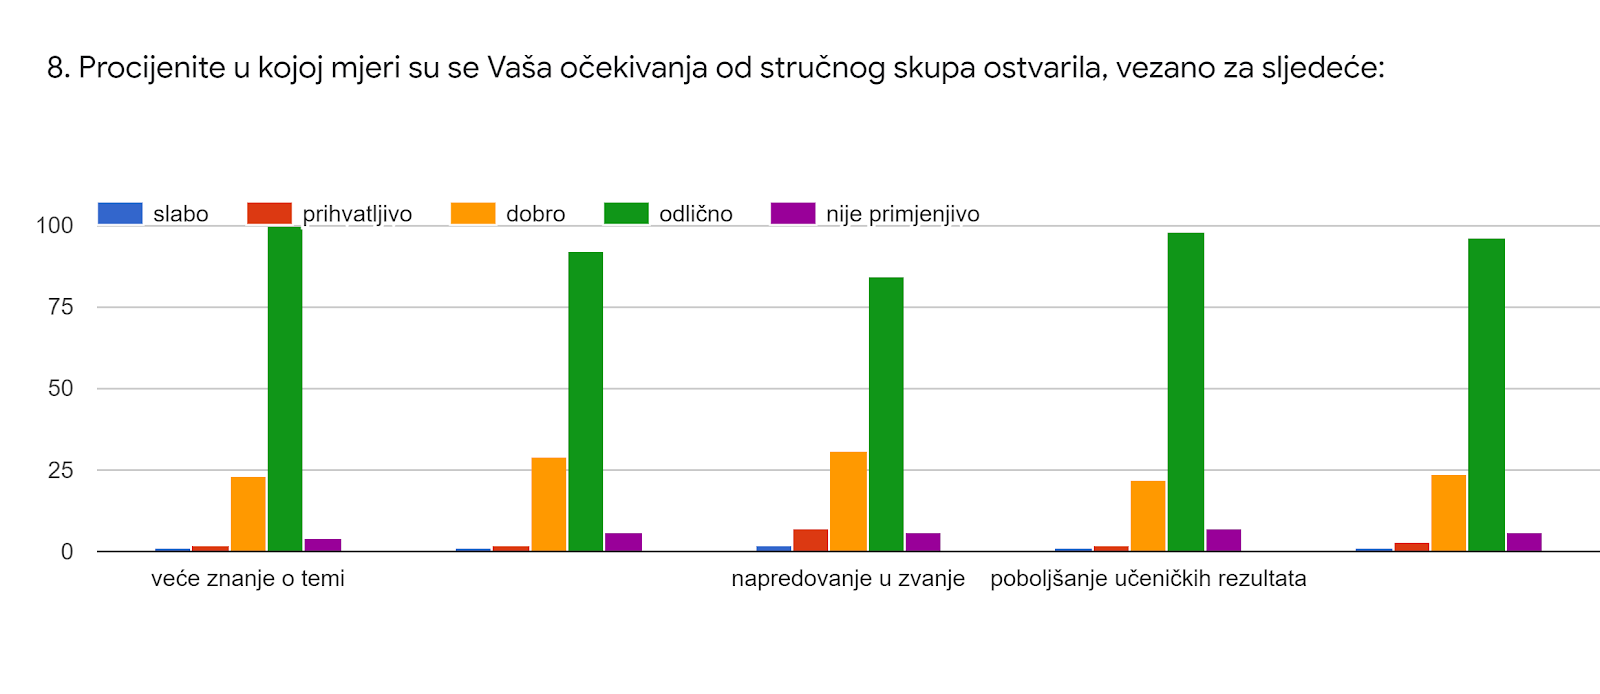 8. Procijenite u kojoj mjeri su se Vaša očekivanja od stručnog skupa ostvarila, vezano za sljedeće:
slabo prihvatljivo dobro odlično nije primjenjivo
100
75
50
25
0
veće znanje o temi napredovanje u zvanje poboljšanje učeničkih rezultata